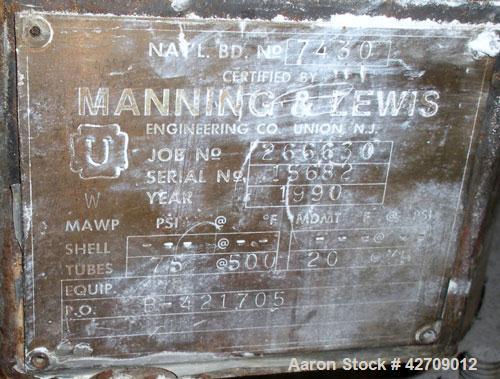 NAT'L. BD. Nº 7430
CERTIFIED BY
MANNING & LEWIS
ENGINEERING CO. UNION, N.J.
U
JOB Nº 266630
SERIAL Nº 15682
W YEAR 1990
MAWP PSI @ °F MDMT °F @ PSI
SHELL - - - @ - - - - - @ - -
TUBES 75 @ 500 20 @
EQUIP.
P.O. B-421705
Aaron Stock # 42709012